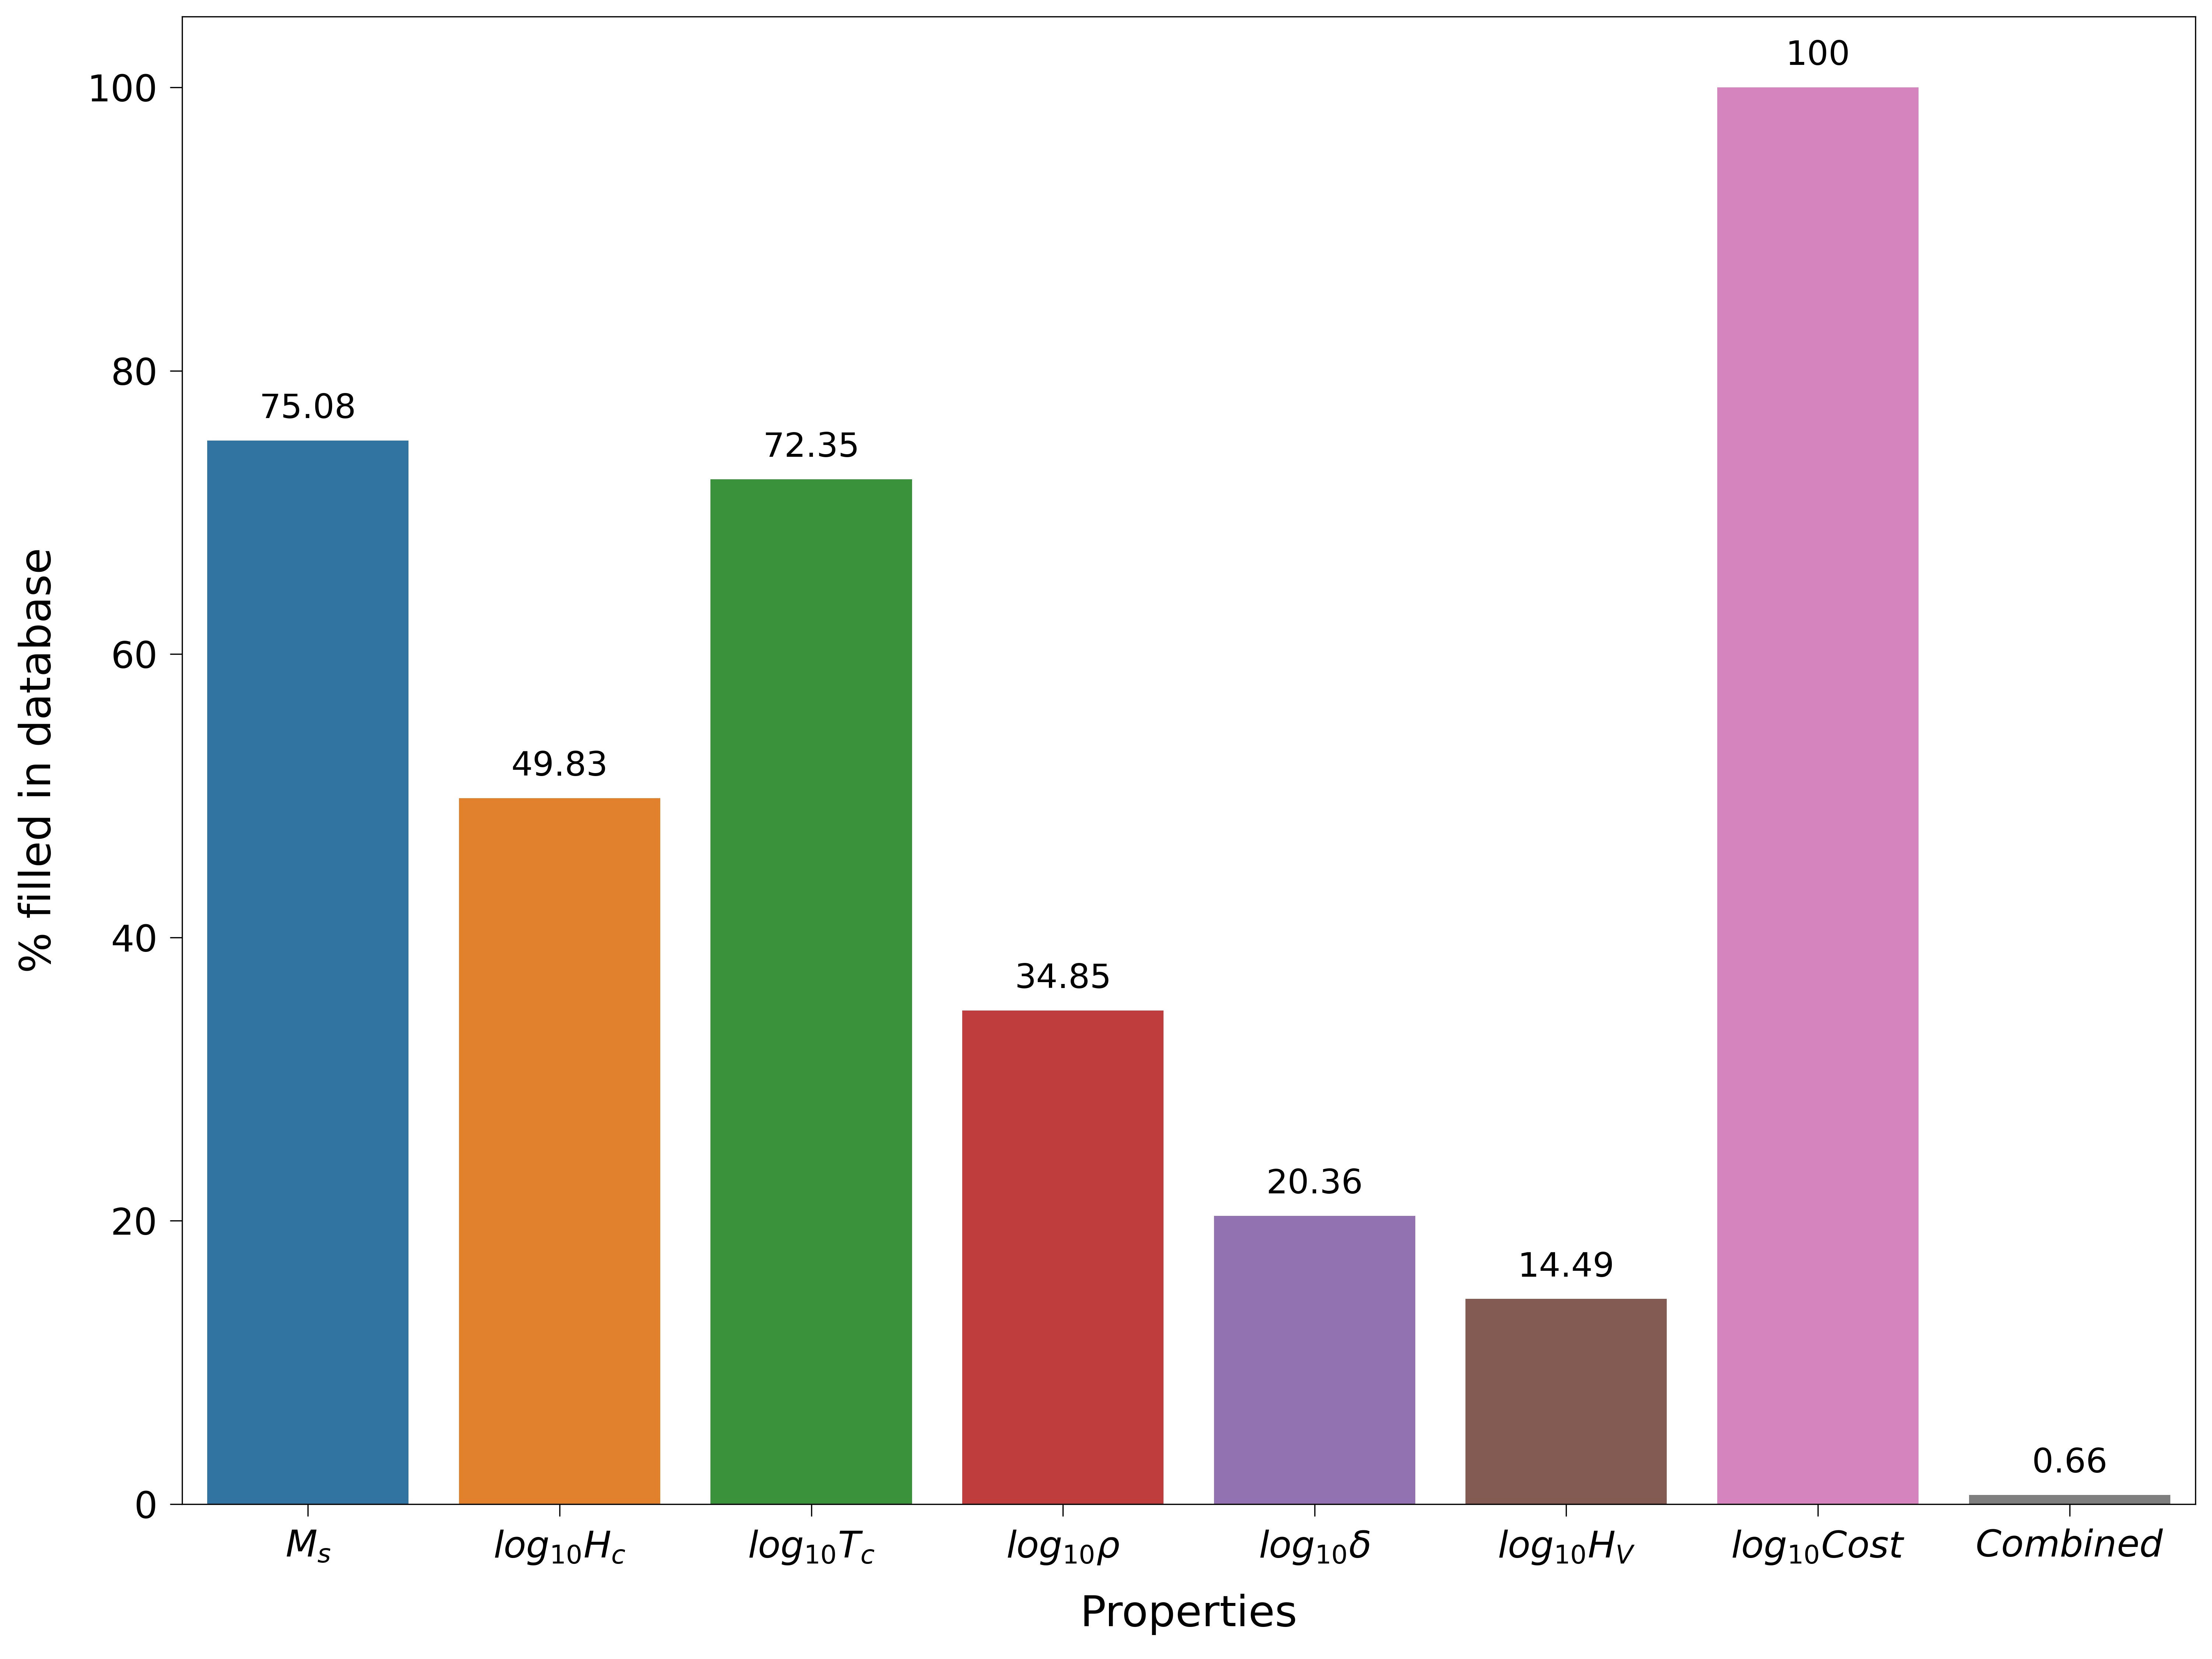 100
75.08
72.35
49.83
34.85
20.36
14.49
100
0.66
80
60
40
20
0
% filled in database
M_s
log_10H_c
log_10T_c
log_10ρ
log_10δ
log_10H_V
log_10Cost
Combined
Properties